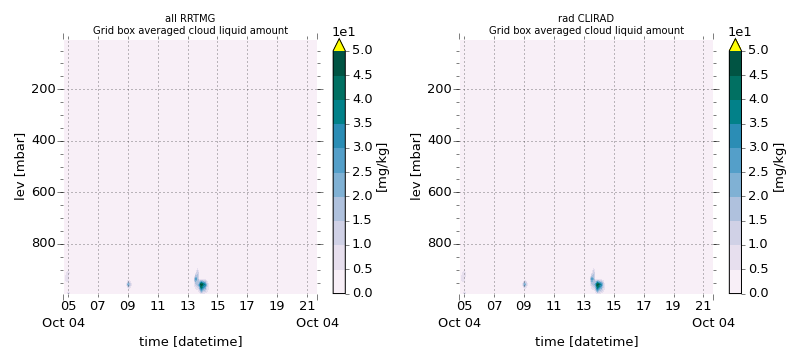 all RRTMG
Grid box averaged cloud liquid amount
1e1
5.0
4.5
4.0
3.5
3.0
2.5
2.0
1.5
1.0
0.5
0.0
[mg/kg]
lev [mbar]
200
400
600
800
05 07 09 11 13 15 17 19 21
Oct 04 Oct 04
time [datetime]
rad CLIRAD
Grid box averaged cloud liquid amount
1e1
5.0
4.5
4.0
3.5
3.0
2.5
2.0
1.5
1.0
0.5
0.0
[mg/kg]
lev [mbar]
200
400
600
800
05 07 09 11 13 15 17 19 21
Oct 04 Oct 04
time [datetime]